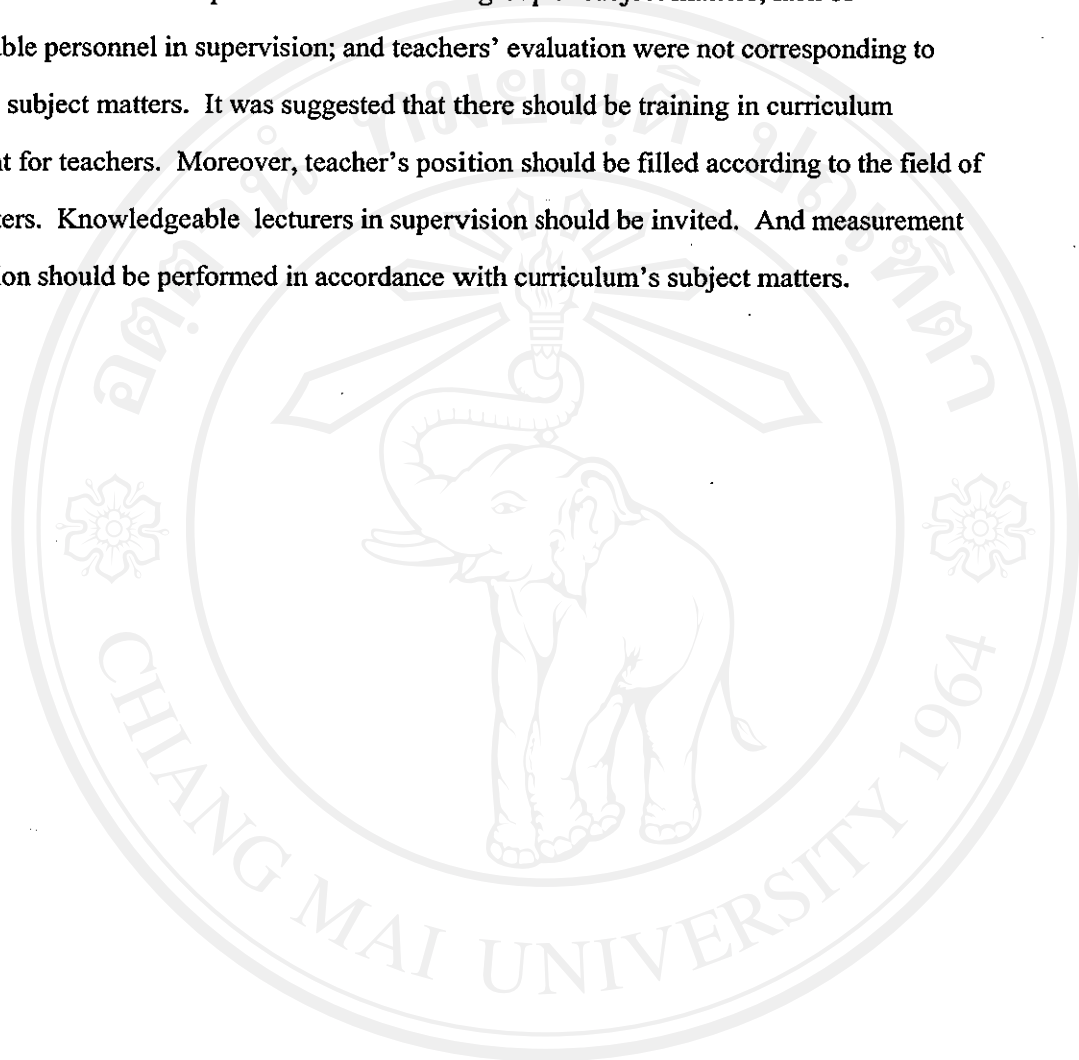 personnel in supervision; and teachers’ evaluation were not corresponding to
subject matters. It was suggested that there should be training in curriculum
for teachers. Moreover, teacher’s position should be filled according to the field of
Knowledgeable lecturers in supervision should be invited. And measurement
should be performed in accordance with curriculum’s subject matters.
CHIANG MAI UNIVERSITY 1964